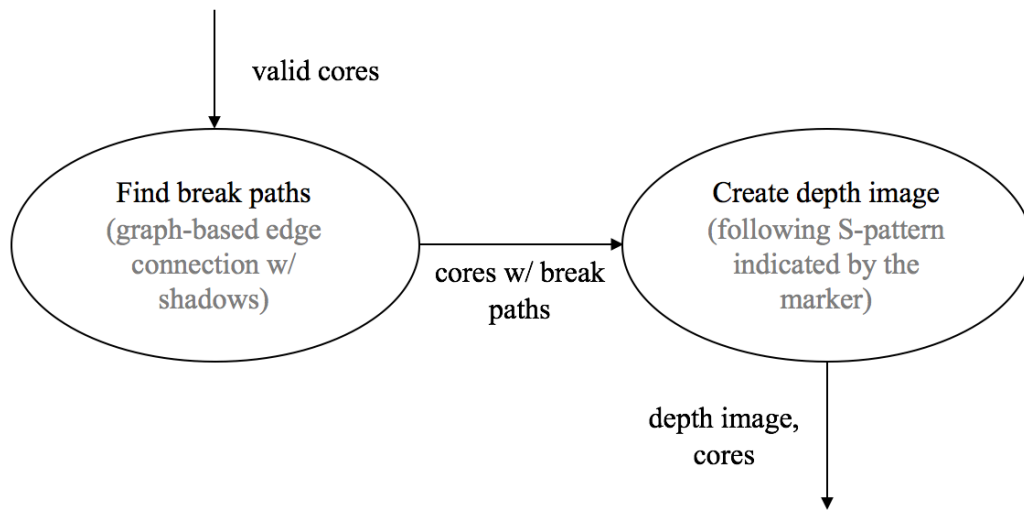 valid cores
Find break paths
(graph-based edge
connection w/
shadows)
cores w/ break
paths
Create depth image
(following S-pattern
indicated by the
marker)
depth image,
cores